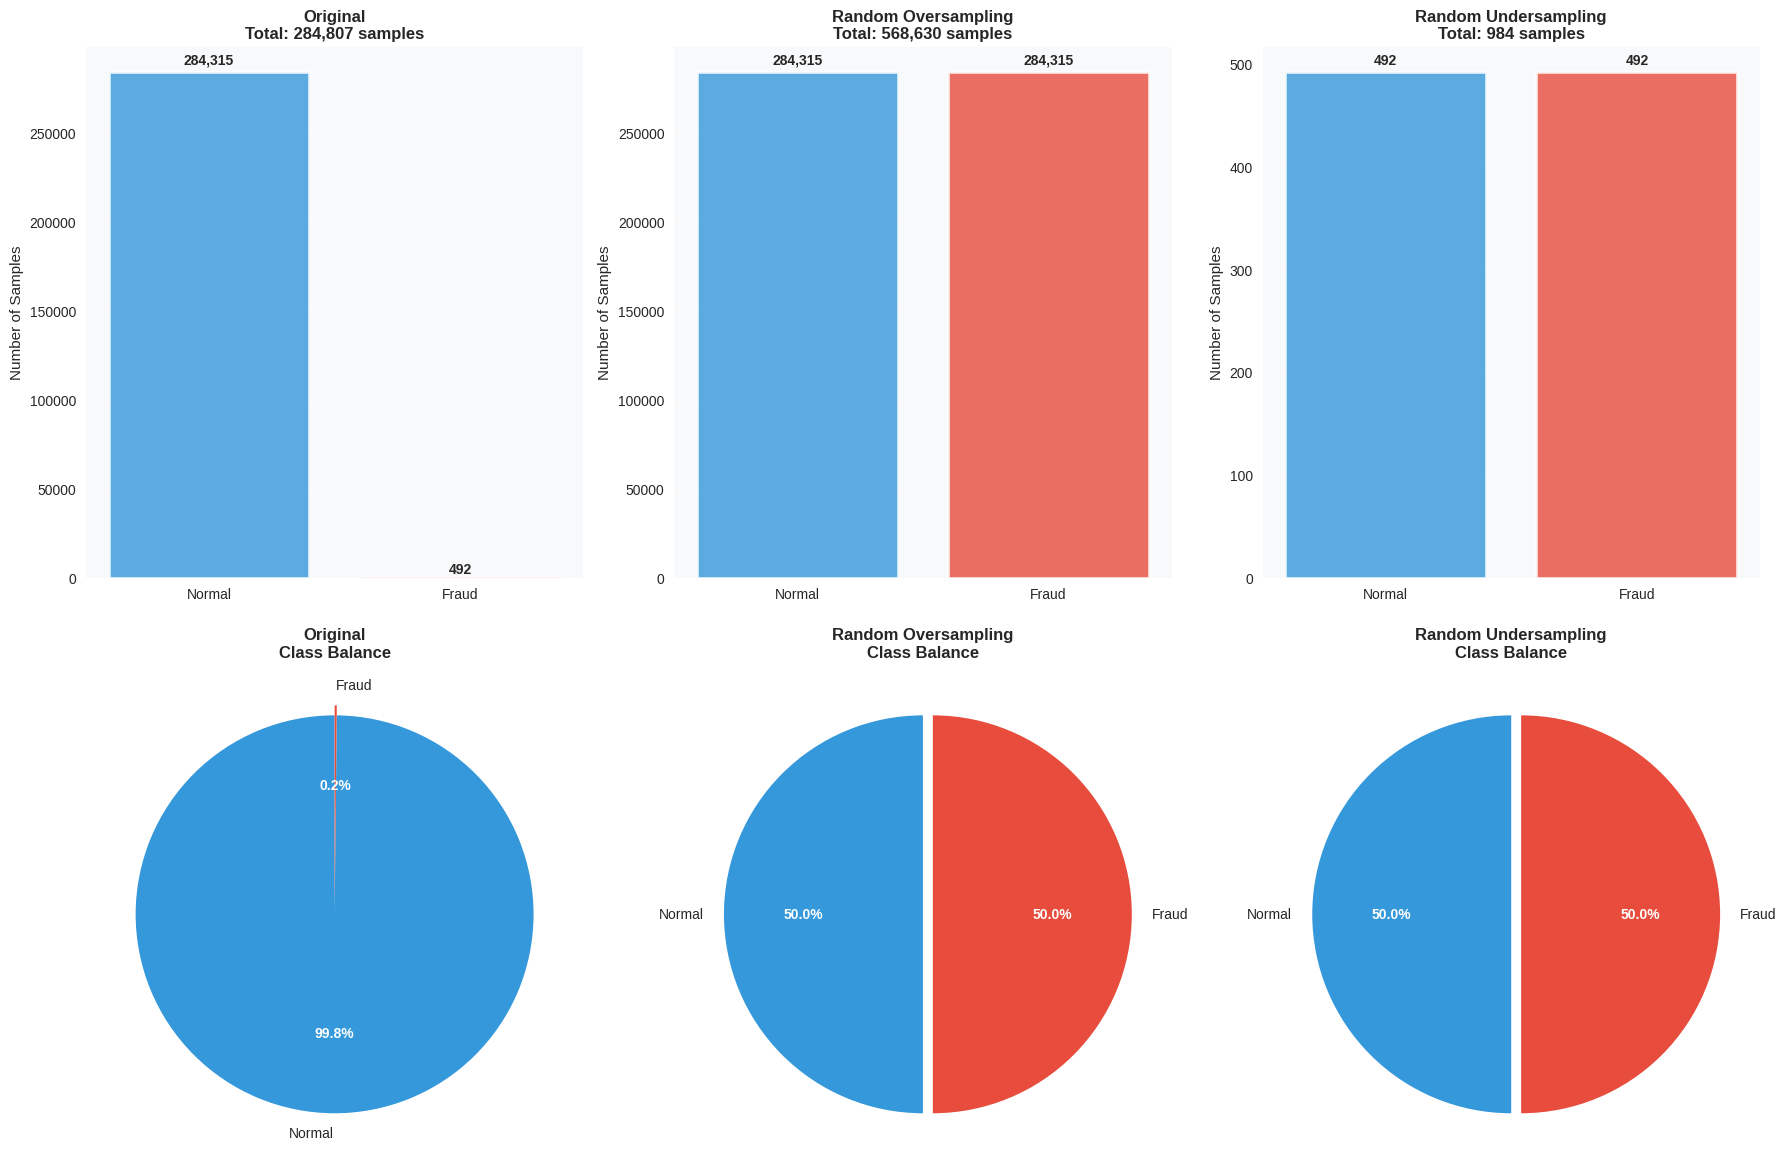 Original
Total: 284,807 samples
284,315
492
250000
200000
150000
100000
50000
0
Number of Samples
Normal
Fraud
Random Oversampling
Total: 568,630 samples
284,315
284,315
250000
200000
150000
100000
50000
0
Number of Samples
Normal
Fraud
Random Undersampling
Total: 984 samples
492
492
500
400
300
200
100
0
Number of Samples
Normal
Fraud
Original
Class Balance
Fraud
0.2%
99.8%
Normal
Random Oversampling
Class Balance
Normal
50.0%
50.0%
Fraud
Random Undersampling
Class Balance
Normal
50.0%
50.0%
Fraud